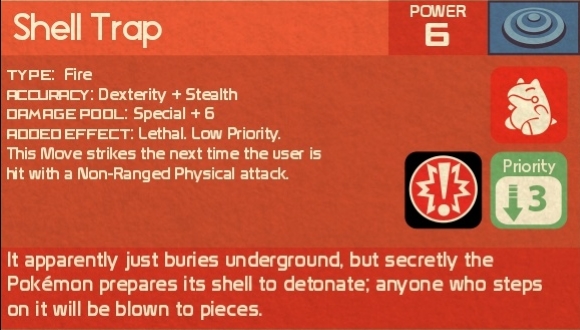 Shell Trap
POWER
6
TYPE: Fire
ACCURACY: Dexterity + Stealth
DAMAGE POOL: Special + 6
ADDED EFFECT: Lethal. Low Priority.
This Move strikes the next time the user is
hit with a Non-Ranged Physical attack.
Priority
3
It apparently just buries underground, but secretly the
Pokémon prepares its shell to detonate; anyone who steps
on it will be blown to pieces.